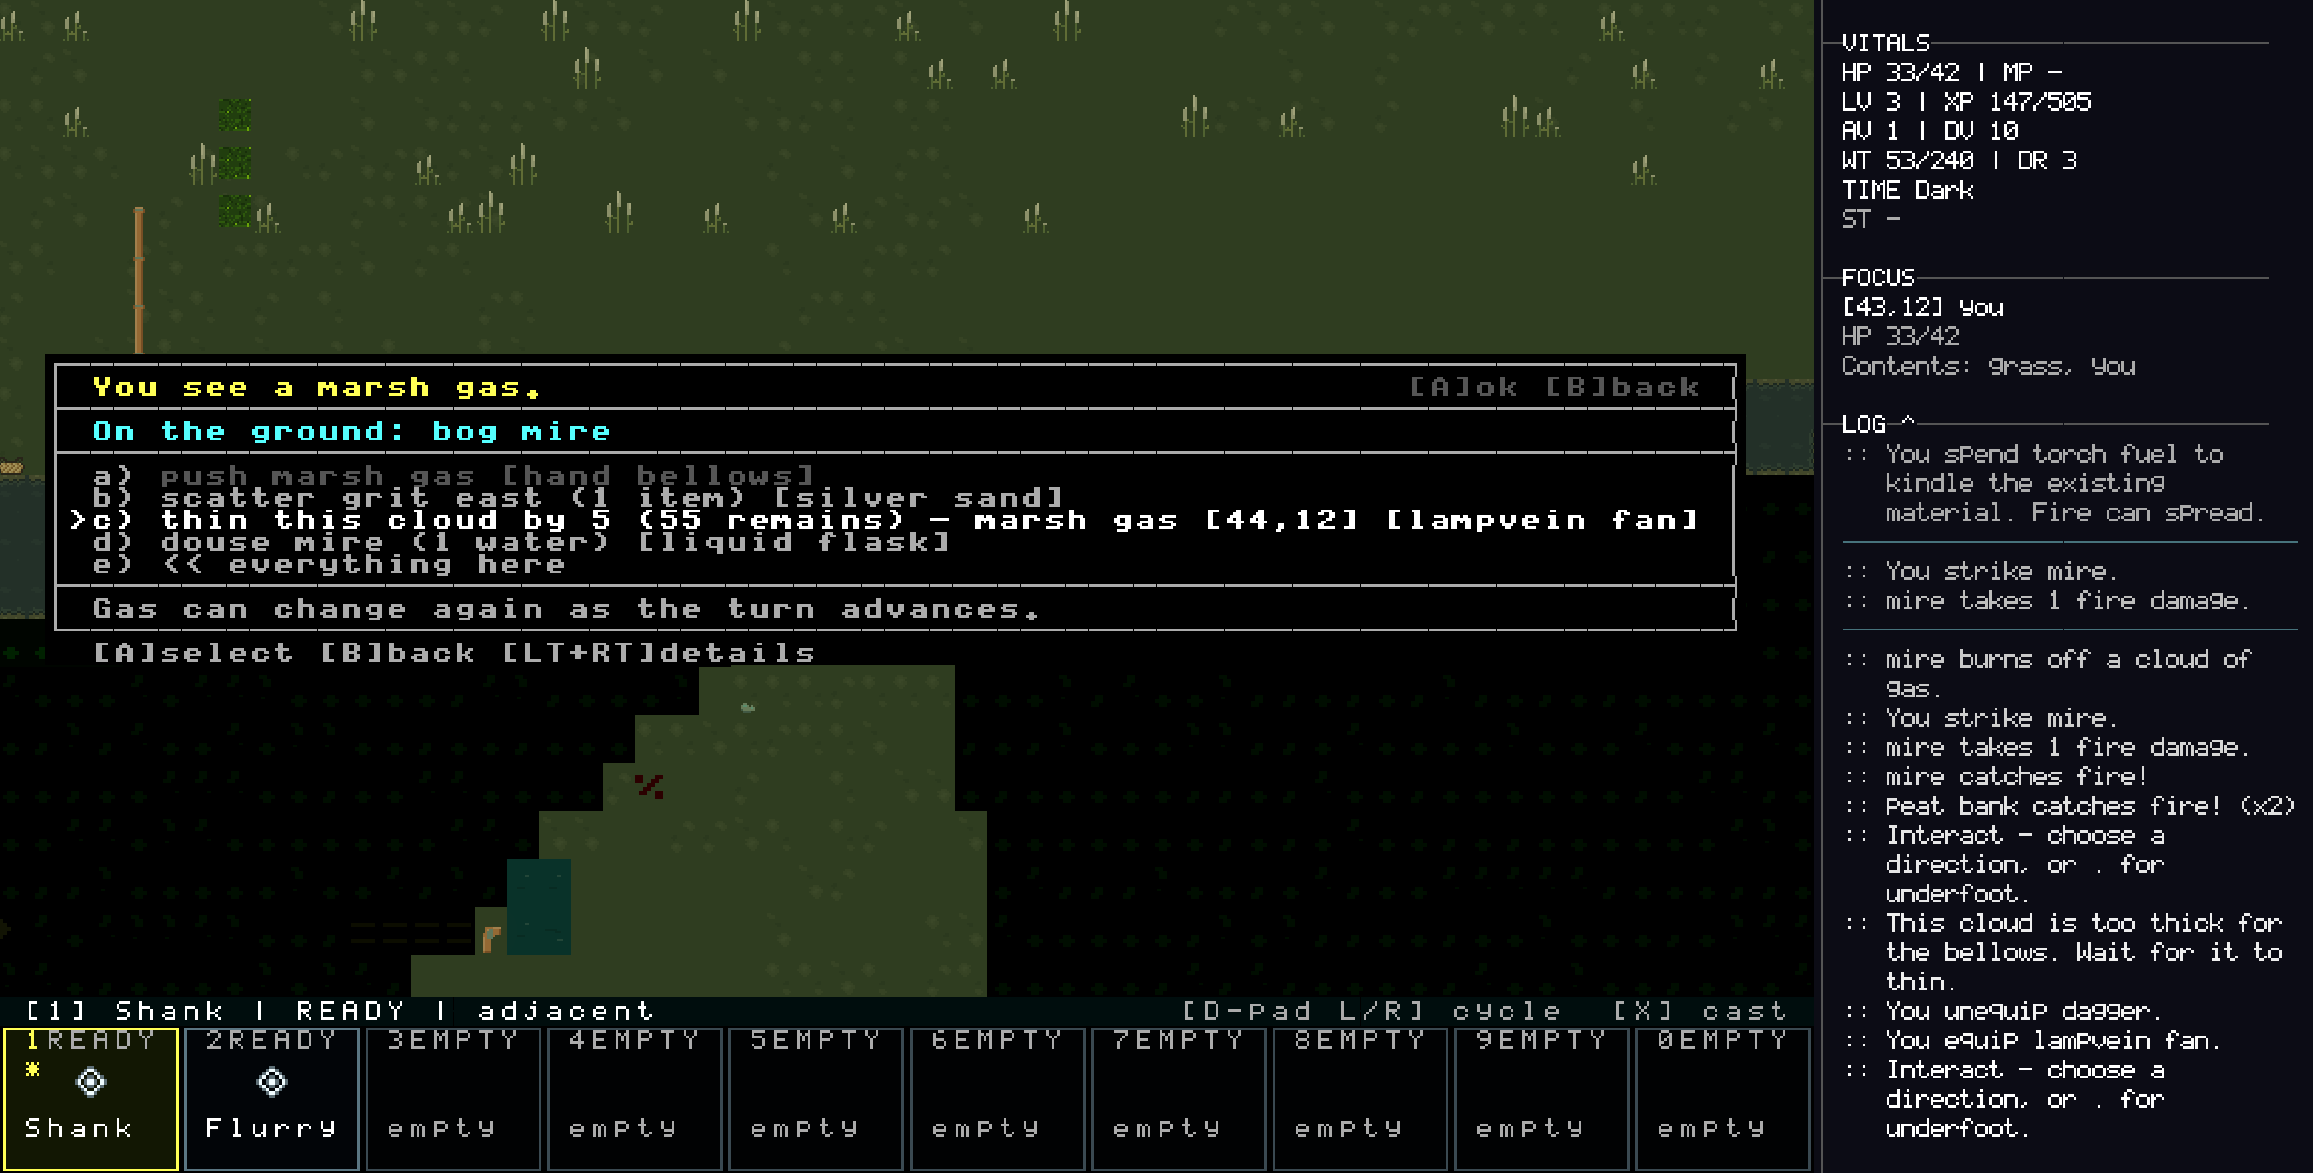 You see a marsh gas. [A]ok [B]back
On the ground: bog mire
a) push marsh gas [hand bellows]
b) scatter grit east (1 item) [silver sand]
>c) thin this cloud by 5 (55 remains) – marsh gas [44,12] [lampvein fan]
d) douse mire (1 water) [liquid flask]
e) << everything here
Gas can change again as the turn advances.
[A]select [B]back [LT+RT]details
[1] Shank | READY | adjacent [D-pad L/R] cycle [X] cast
1READY 2READY 3EMPTY 4EMPTY 5EMPTY 6EMPTY 7EMPTY 8EMPTY 9EMPTY 0EMPTY
Shank Flurry empty empty empty empty empty empty empty empty
VITALS
HP 33/42 | MP –
LV 3 | XP 147/505
AV 1 | DV 10
WT 53/240 | DR 3
TIME Dark
ST –
FOCUS
[43,12] You
HP 33/42
Contents: grass, You
LOG ^
:: You spend torch fuel to
kindle the existing
material. Fire can spread.
:: You strike mire.
:: mire takes 1 fire damage.
:: mire burns off a cloud of
gas.
:: You strike mire.
:: mire takes 1 fire damage.
:: mire catches fire!
:: Peat bank catches fire! (x2)
:: Interact – choose a
direction, or . for
underfoot.
:: This cloud is too thick for
the bellows. Wait for it to
thin.
:: You unequip dagger.
:: You equip lampvein fan.
:: Interact – choose a
direction, or . for
underfoot.